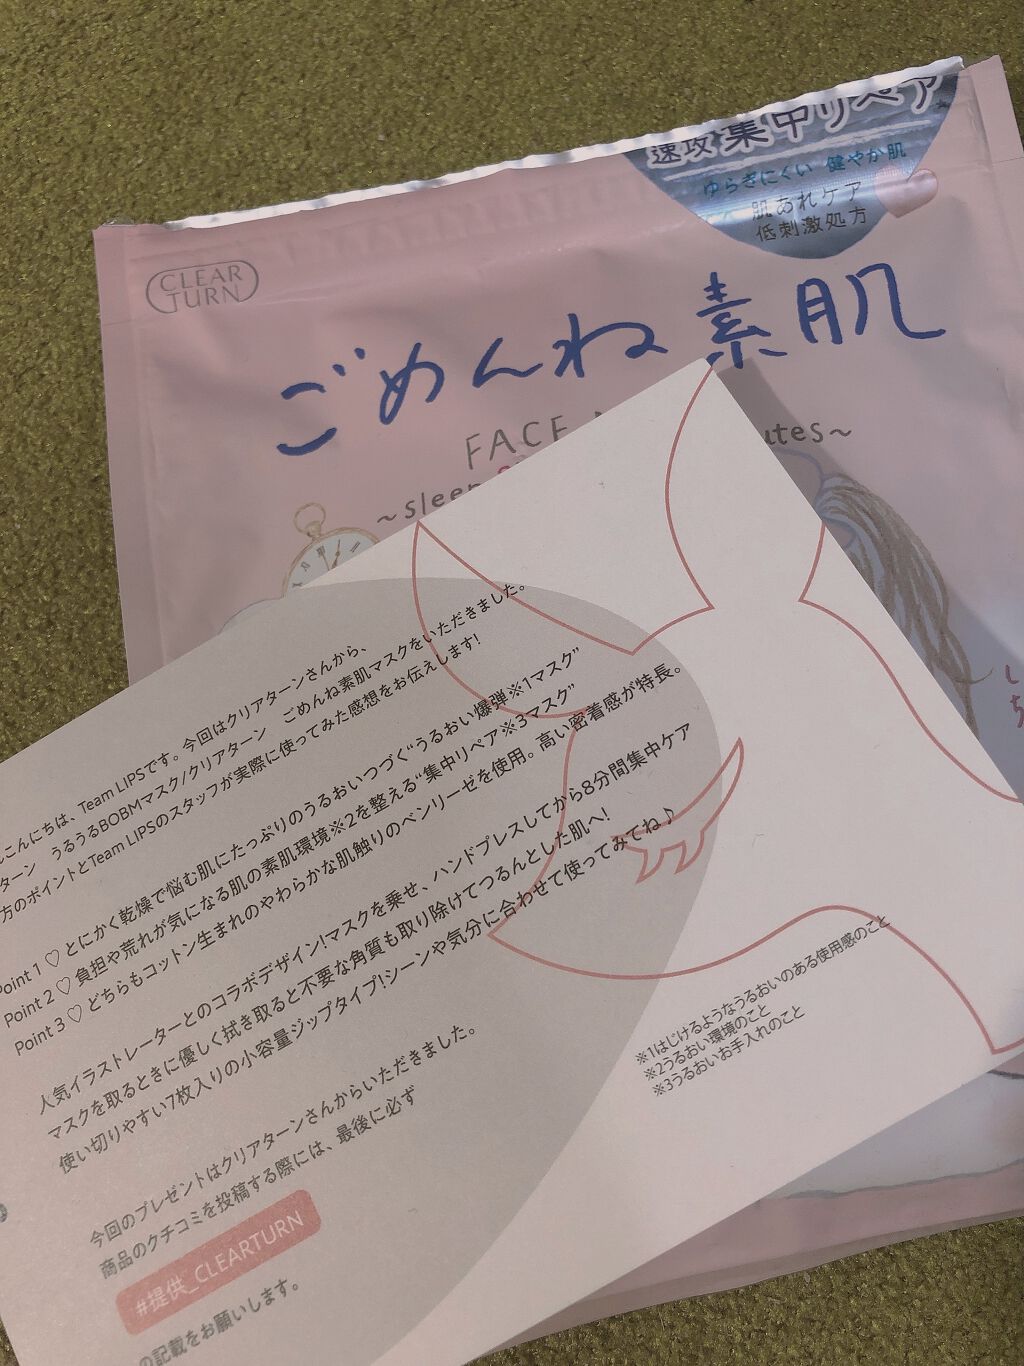 速攻 集中リペア
ゆらぎにくい 健やか肌
肌あれケア
低刺激処方
CLEAR
TURN
ごめんね素肌
FACE
utes~
~sleep
こんにちは、Team LIPSです。今回はクリアターンさんから、
ターン うるうるBOBMマスク/クリアターン ごめんね素肌マスクをいただきました。
方のポイントとTeam LIPSのスタッフが実際に使ってみた感想をお伝えします!
Point 1 ♡ とにかく乾燥で悩む肌にたっぷりのうるおいつづく"うるおい爆弾※1マスク"
Point 2 ♡ 負担や荒れが気になる肌の素肌環境※2を整える"集中リペア※3マスク"
Point 3 ♡ どちらもコットン生まれのやわらかな肌触りのベンリーゼを使用。高い密着感が特長。
人気イラストレーターとのコラボデザイン!マスクを乗せ、ハンドプレスしてから8分間集中ケア
マスクを取るときに優しく拭き取ると不要な角質も取り除けてつるんとした肌へ!
使い切りやすい7枚入りの小容量ジップタイプ!シーンや気分に合わせて使ってみてね♪
※1はじけるようなうるおいのある使用感のこと
※2うるおい環境のこと
※3うるおいお手入れのこと
今回のプレゼントはクリアターンさんからいただきました。
商品のクチコミを投稿する際には、最後に必ず
#提供_CLEARTURN
の記載をお願いします。